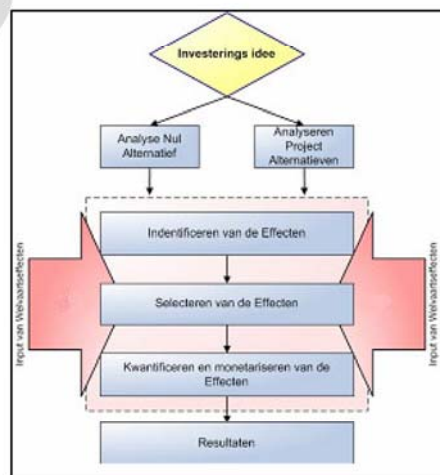 Investerings idee
Analyse Nul
Alternatief
Analyseren
Project
Alternatieven
Indentificeren van de Effecten
Selecteren van de Effecten
Kwantificeren en monetariseren van de
Effecten
Resultaten
Input van Welvaartseffecten
Input van Welvaartseffecten